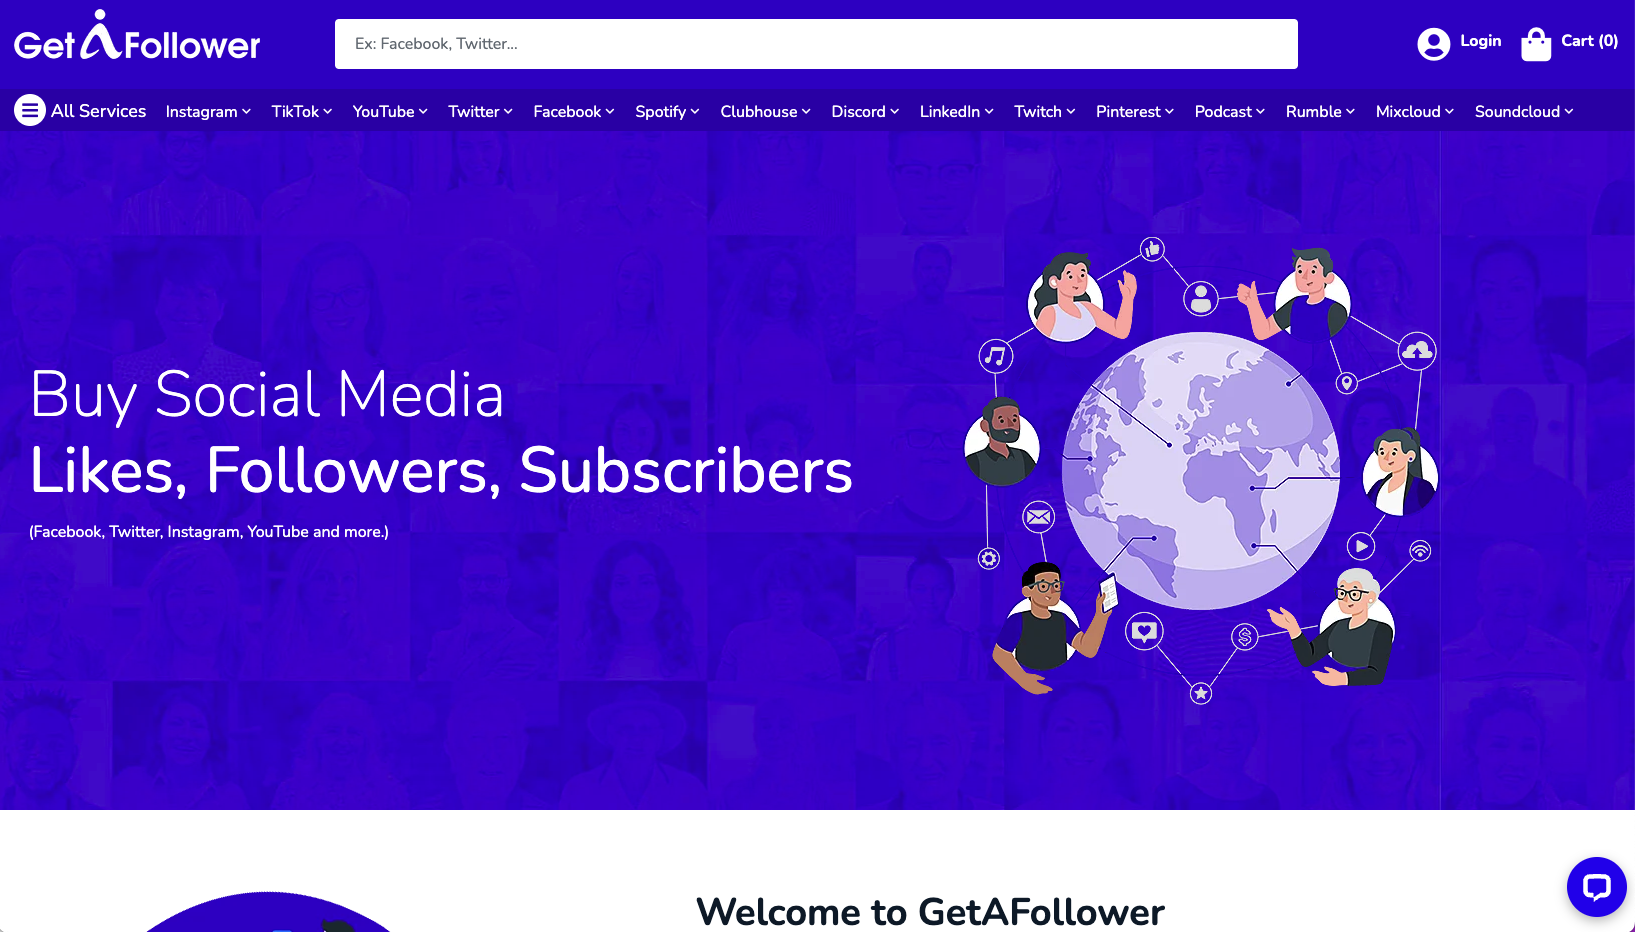 GetAFollower
Ex: Facebook, Twitter...
Login
Cart (0)
All Services
Instagram
TikTok
YouTube
Twitter
Facebook
Spotify
Clubhouse
Discord
LinkedIn
Twitch
Pinterest
Podcast
Rumble
Mixcloud
Soundcloud
Buy Social Media
Likes, Followers, Subscribers
(Facebook, Twitter, Instagram, YouTube and more.)
Welcome to GetAFollower